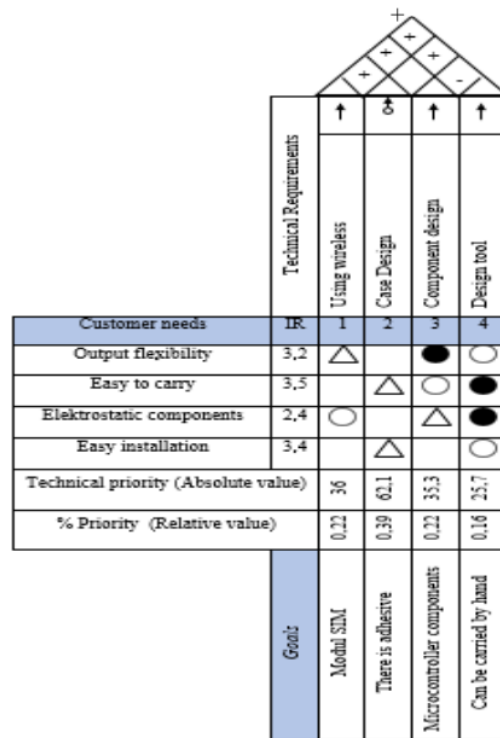 +
+
+ +
+ -
Technical Requirements
Using wireless
Case Design
Component design
Design tool
Customer needs IR 1 2 3 4
Output flexibility 3,2
Easy to carry 3,5
Elektrostatic components 2,4
Easy installation 3,4
Technical priority (Absolute value) 36 62,1 35,3 25,7
% Priority (Relative value) 0,22 0,39 0,22 0,16
Goals
Modul SIM
There is adhesive
Microcontroller components
Can be carried by hand